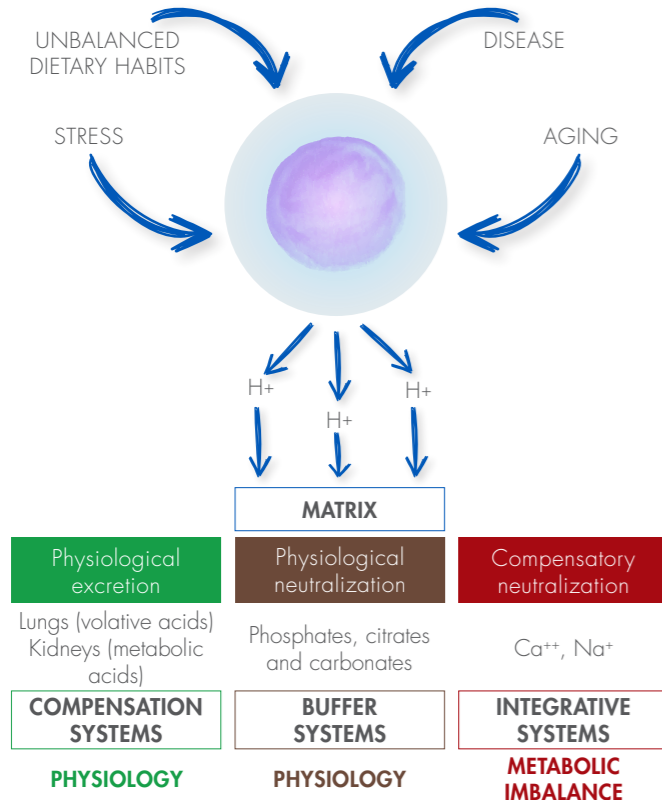 UNBALANCED
DIETARY HABITS
DISEASE
STRESS
AGING
H+
H+
H+
MATRIX
Physiological
excretion
Physiological
neutralization
Compensatory
neutralization
Lungs (volative acids)
Kidneys (metabolic
acids)
Phosphates, citrates
and carbonates
Ca⁺⁺, Na⁺
COMPENSATION
SYSTEMS
BUFFER
SYSTEMS
INTEGRATIVE
SYSTEMS
PHYSIOLOGY
PHYSIOLOGY
METABOLIC
IMBALANCE